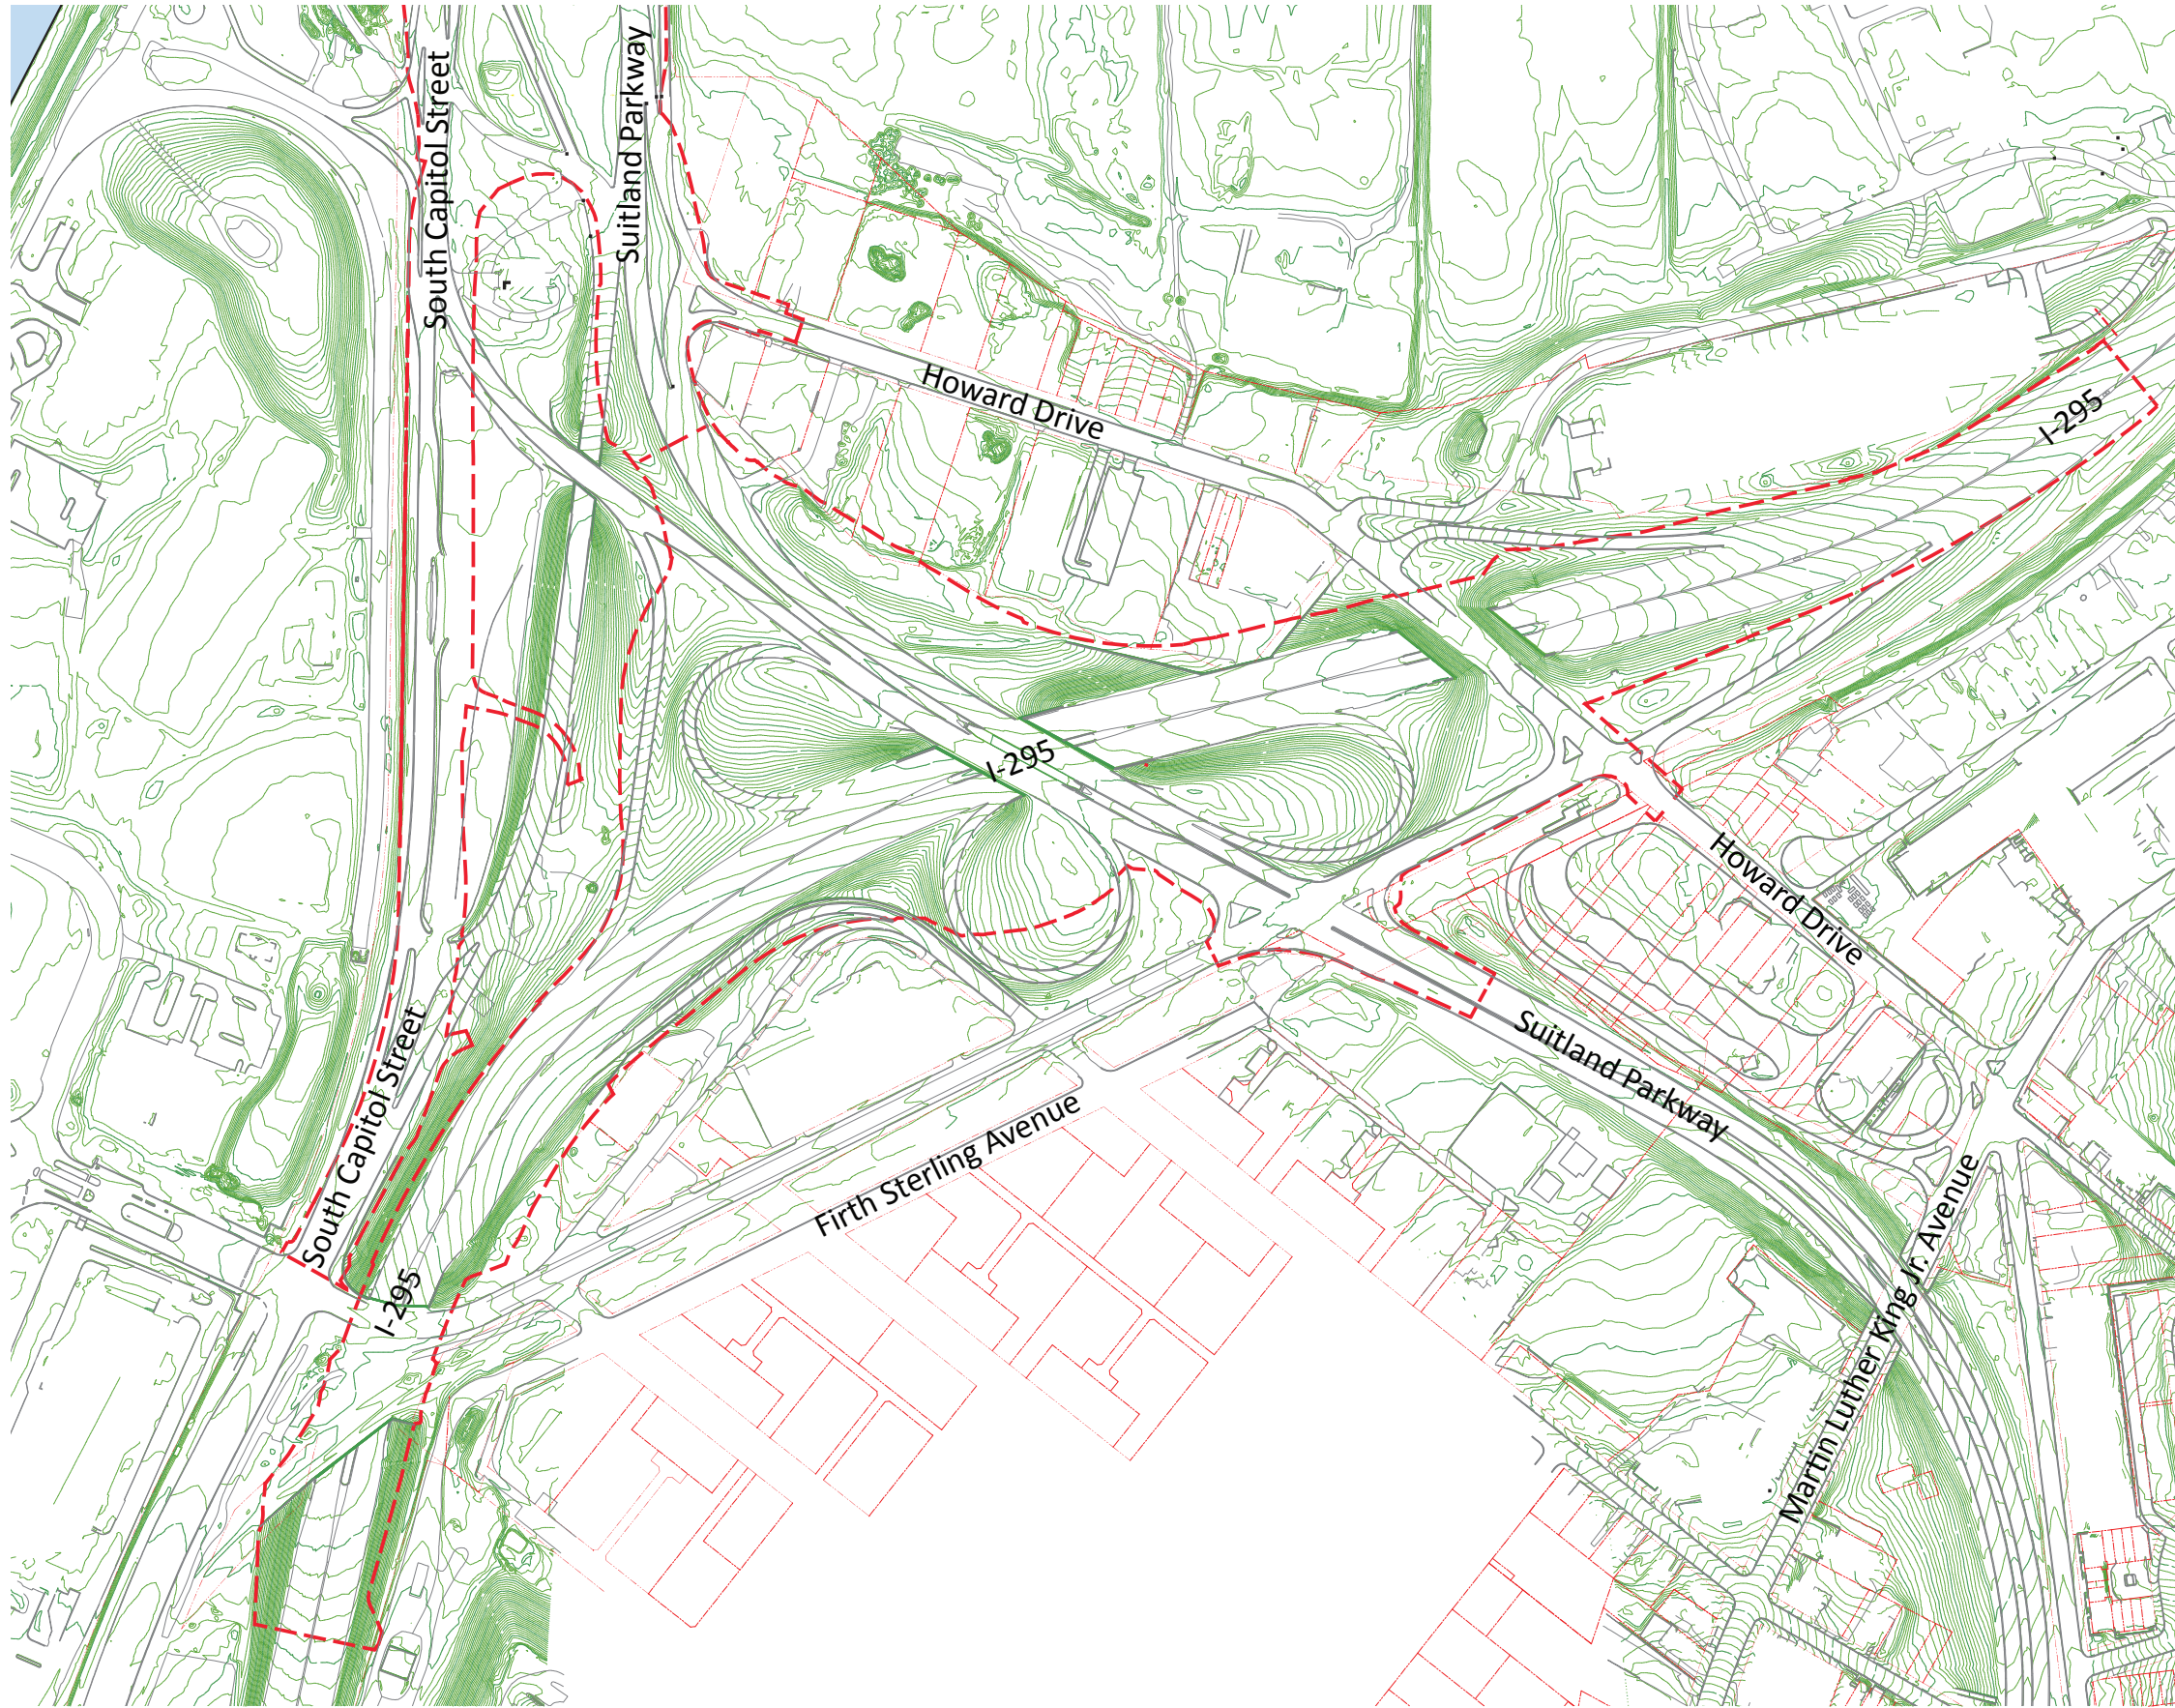 South Capitol Street
Suitland Parkway
Howard Drive
I-295
I-295
Howard Drive
South Capitol Street
Suitland Parkway
Firth Sterling Avenue
I-295
Martin Luther King Jr. Avenue